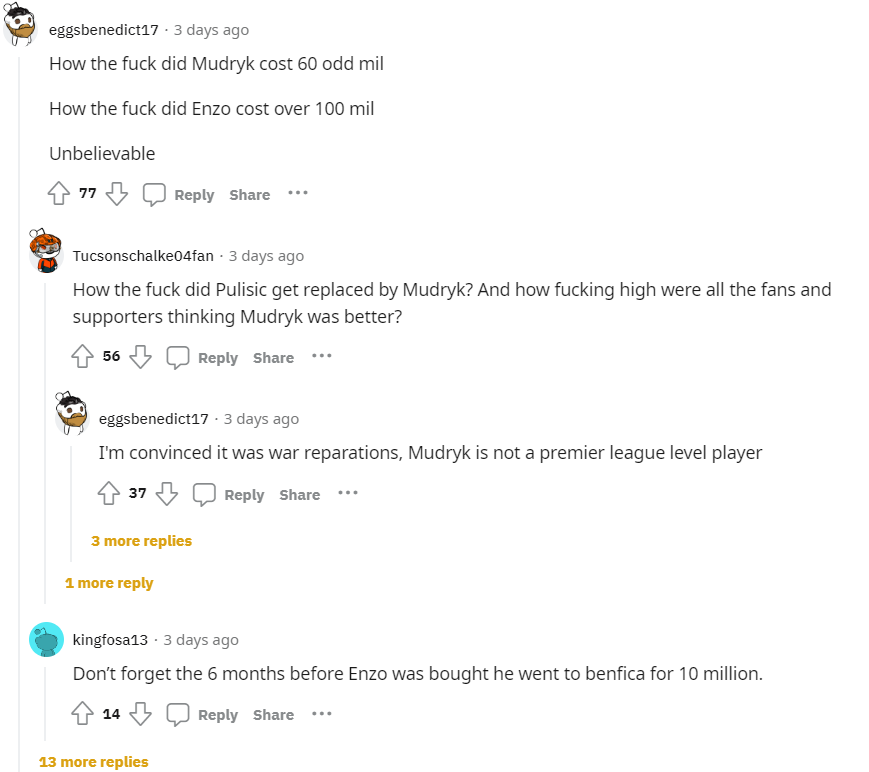 eggsbenedict17 · 3 days ago
How the fuck did Mudryk cost 60 odd mil
How the fuck did Enzo cost over 100 mil
Unbelievable
77 Reply Share ···
Tucsonschalke04fan · 3 days ago
How the fuck did Pulisic get replaced by Mudryk? And how fucking high were all the fans and
supporters thinking Mudryk was better?
56 Reply Share ···
eggsbenedict17 · 3 days ago
I'm convinced it was war reparations, Mudryk is not a premier league level player
37 Reply Share ···
3 more replies
1 more reply
kingfosa13 · 3 days ago
Don’t forget the 6 months before Enzo was bought he went to benfica for 10 million.
14 Reply Share ···
13 more replies